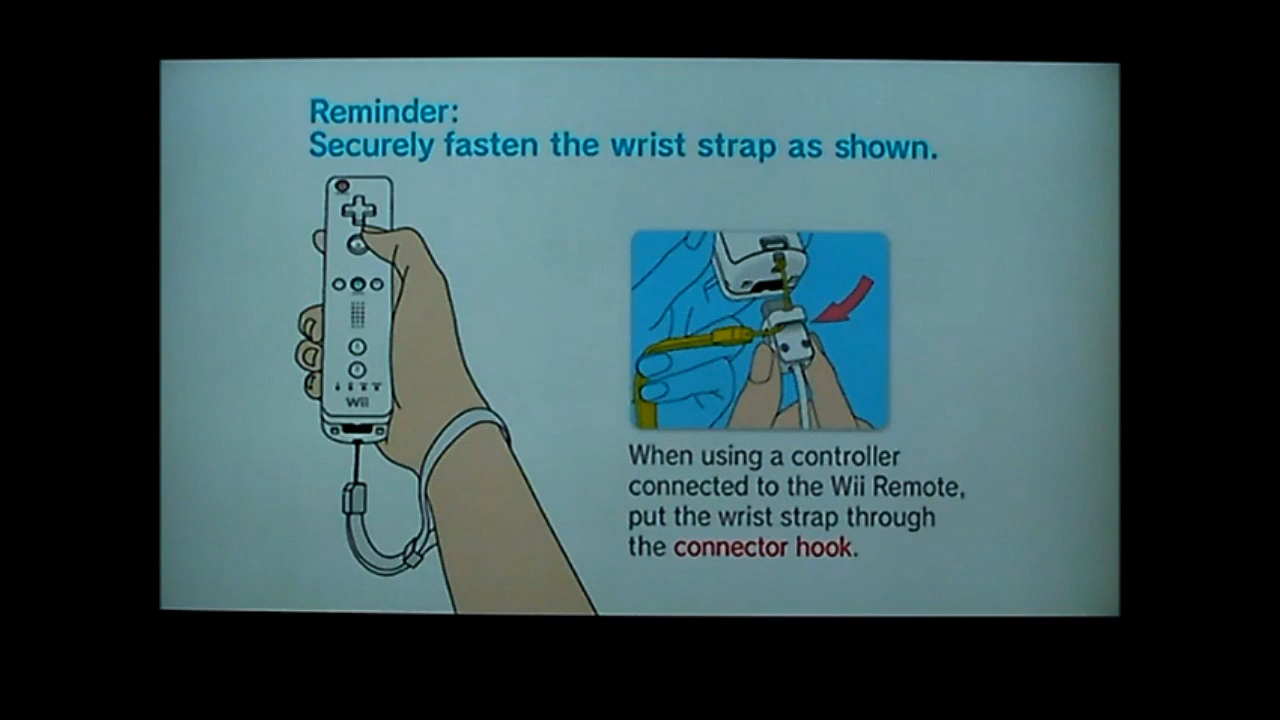 Reminder:
Securely fasten the wrist strap as shown.
Wii
When using a controller
connected to the Wii Remote,
put the wrist strap through
the connector hook.